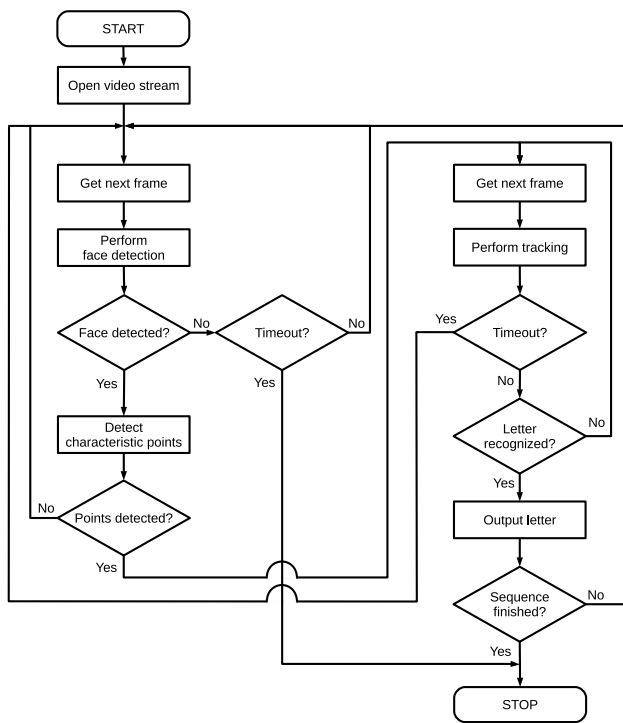 START
Open video stream
Get next frame
Perform
face detection
Face detected?
No
Timeout?
No
Yes
Yes
Detect
characteristic points
No
Points detected?
Yes
Get next frame
Perform tracking
Yes
Timeout?
No
Letter
recognized?
No
Yes
Output letter
Sequence
finished?
No
Yes
STOP